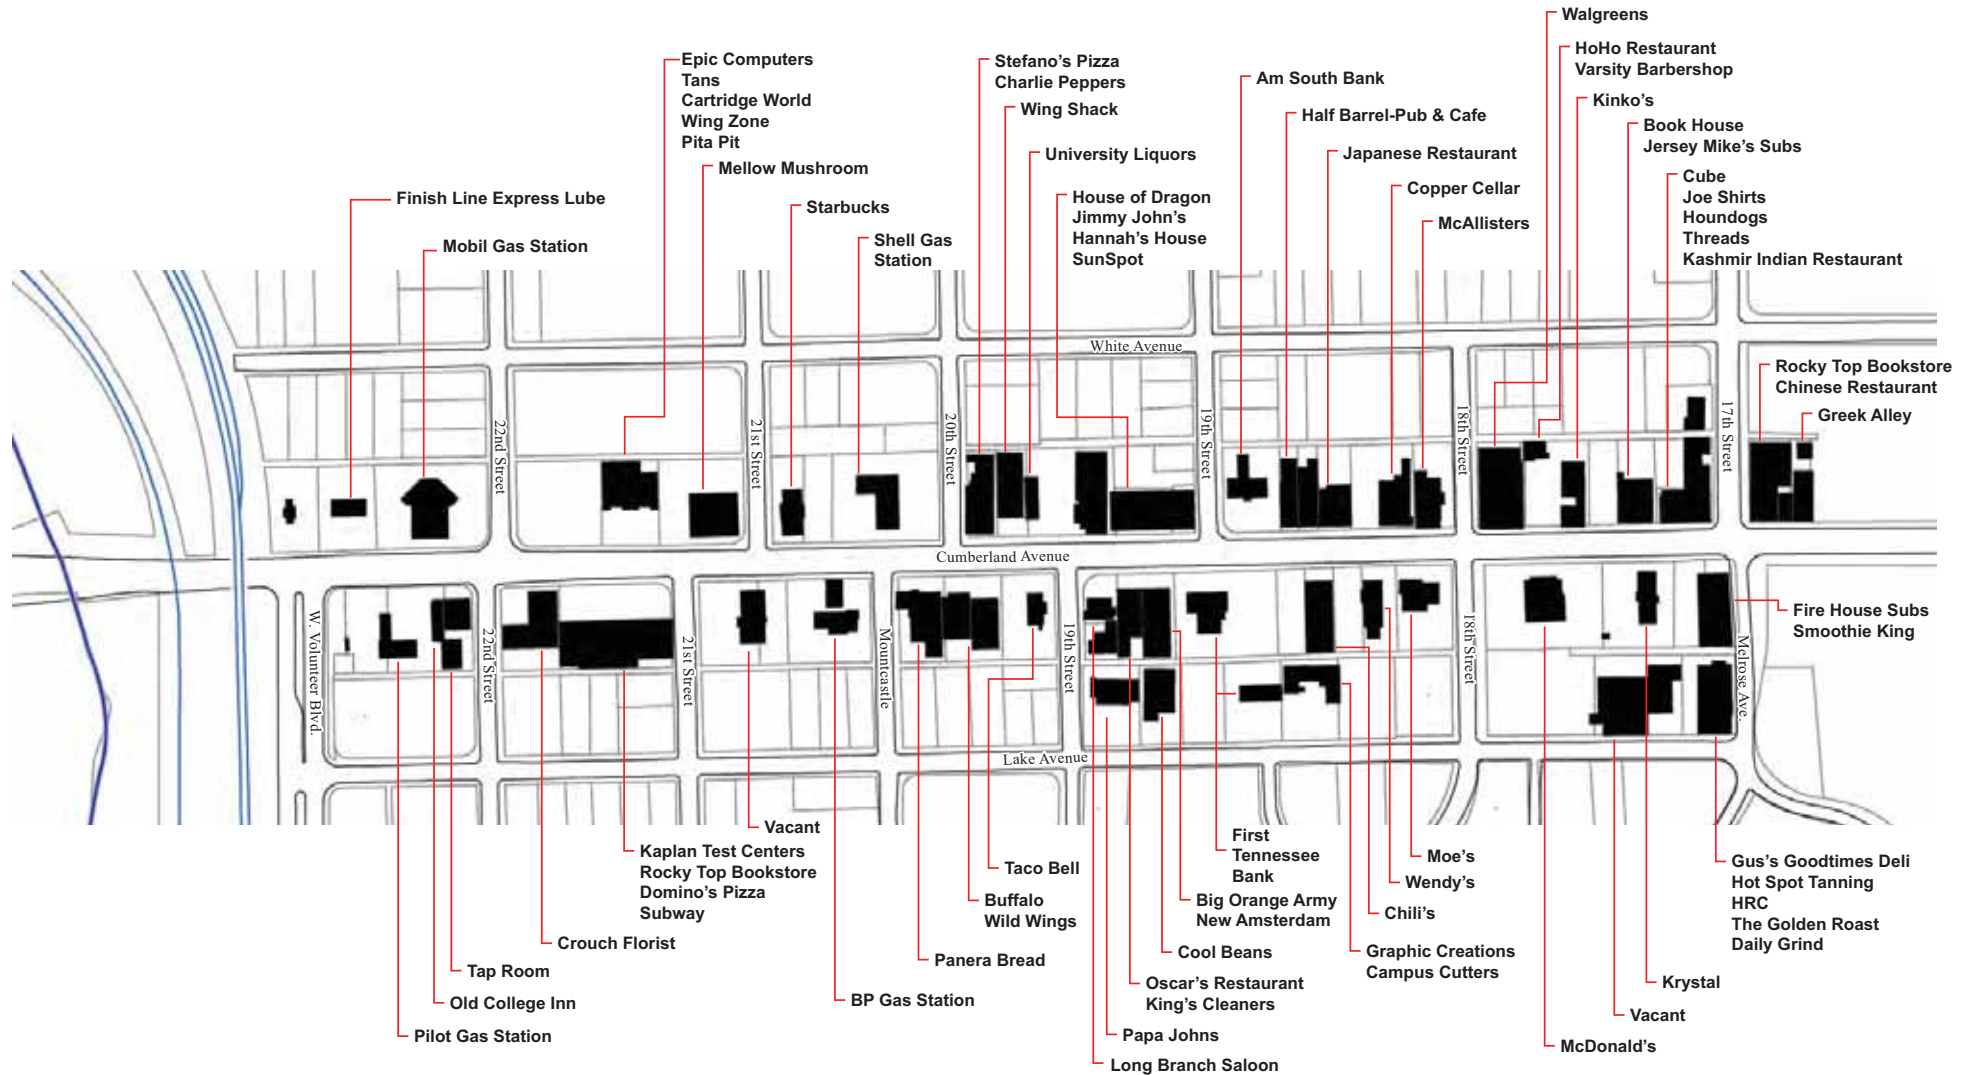 Walgreens
HoHo Restaurant
Varsity Barbershop
Epic Computers
Tans
Cartridge World
Wing Zone
Pita Pit
Stefano's Pizza
Charlie Peppers
Am South Bank
Wing Shack
Half Barrel-Pub & Cafe
Kinko's
Book House
Jersey Mike's Subs
Mellow Mushroom
University Liquors
Japanese Restaurant
Cube
Joe Shirts
Houndogs
Threads
Kashmir Indian Restaurant
Finish Line Express Lube
Starbucks
House of Dragon
Jimmy John's
Hannah's House
SunSpot
Copper Cellar
McAllisters
Mobil Gas Station
Shell Gas
Station
White Avenue
Rocky Top Bookstore
Chinese Restaurant
Greek Alley
22nd Street
21st Street
20th Street
19th Street
18th Street
17th Street
Cumberland Avenue
Fire House Subs
Smoothie King
W. Volunteer Blvd.
22nd Street
21st Street
Mountcastle
19th Street
18th Street
Melrose Ave.
Lake Avenue
Vacant
Kaplan Test Centers
Rocky Top Bookstore
Domino's Pizza
Subway
Taco Bell
Buffalo
Wild Wings
First
Tennessee
Bank
Big Orange Army
New Amsterdam
Moe's
Wendy's
Chili's
Gus's Goodtimes Deli
Hot Spot Tanning
HRC
The Golden Roast
Daily Grind
Crouch Florist
Panera Bread
Cool Beans
Graphic Creations
Campus Cutters
Tap Room
Old College Inn
BP Gas Station
Oscar's Restaurant
King's Cleaners
Krystal
Vacant
Pilot Gas Station
Papa Johns
McDonald's
Long Branch Saloon